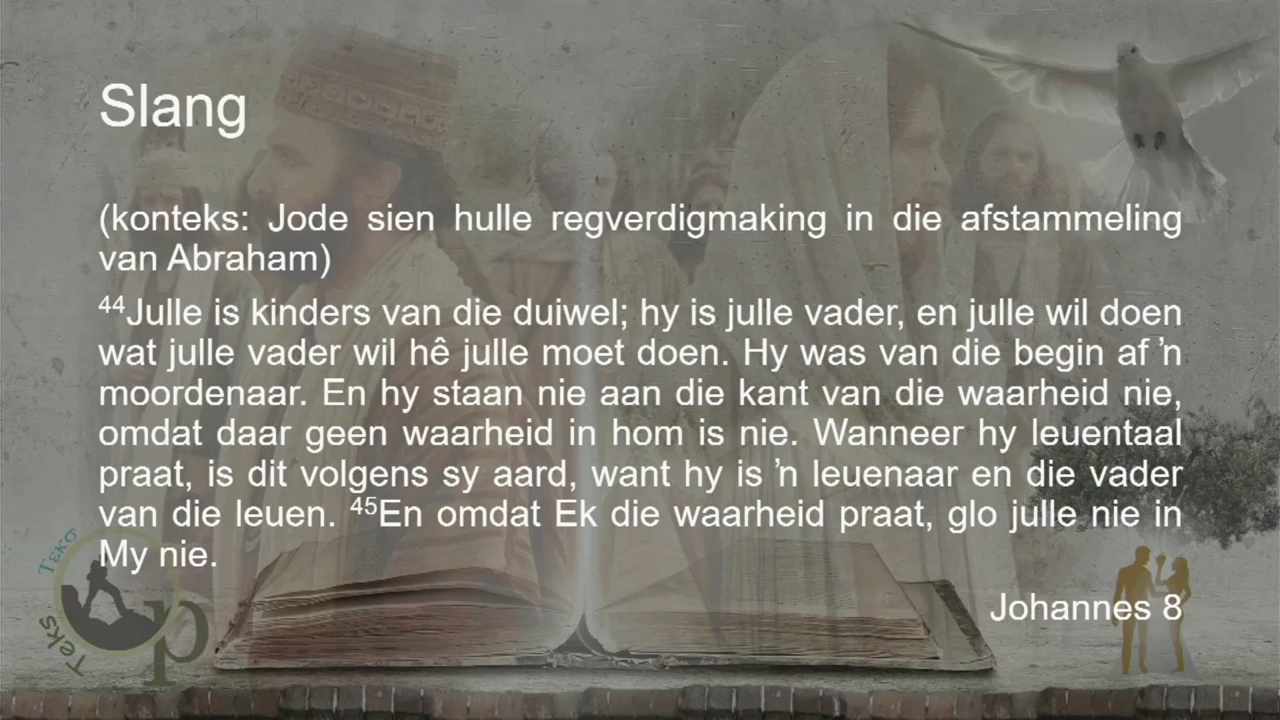 Slang
(konteks: Jode sien hulle regverdigmaking in die afstammeling
van Abraham)
⁴⁴Julle is kinders van die duiwel; hy is julle vader, en julle wil doen
wat julle vader wil hê julle moet doen. Hy was van die begin af ’n
moordenaar. En hy staan nie aan die kant van die waarheid nie,
omdat daar geen waarheid in hom is nie. Wanneer hy leuentaal
praat, is dit volgens sy aard, want hy is ’n leuenaar en die vader
van die leuen. ⁴⁵En omdat Ek die waarheid praat, glo julle nie in
My nie.
Johannes 8
Teko
Teks
op